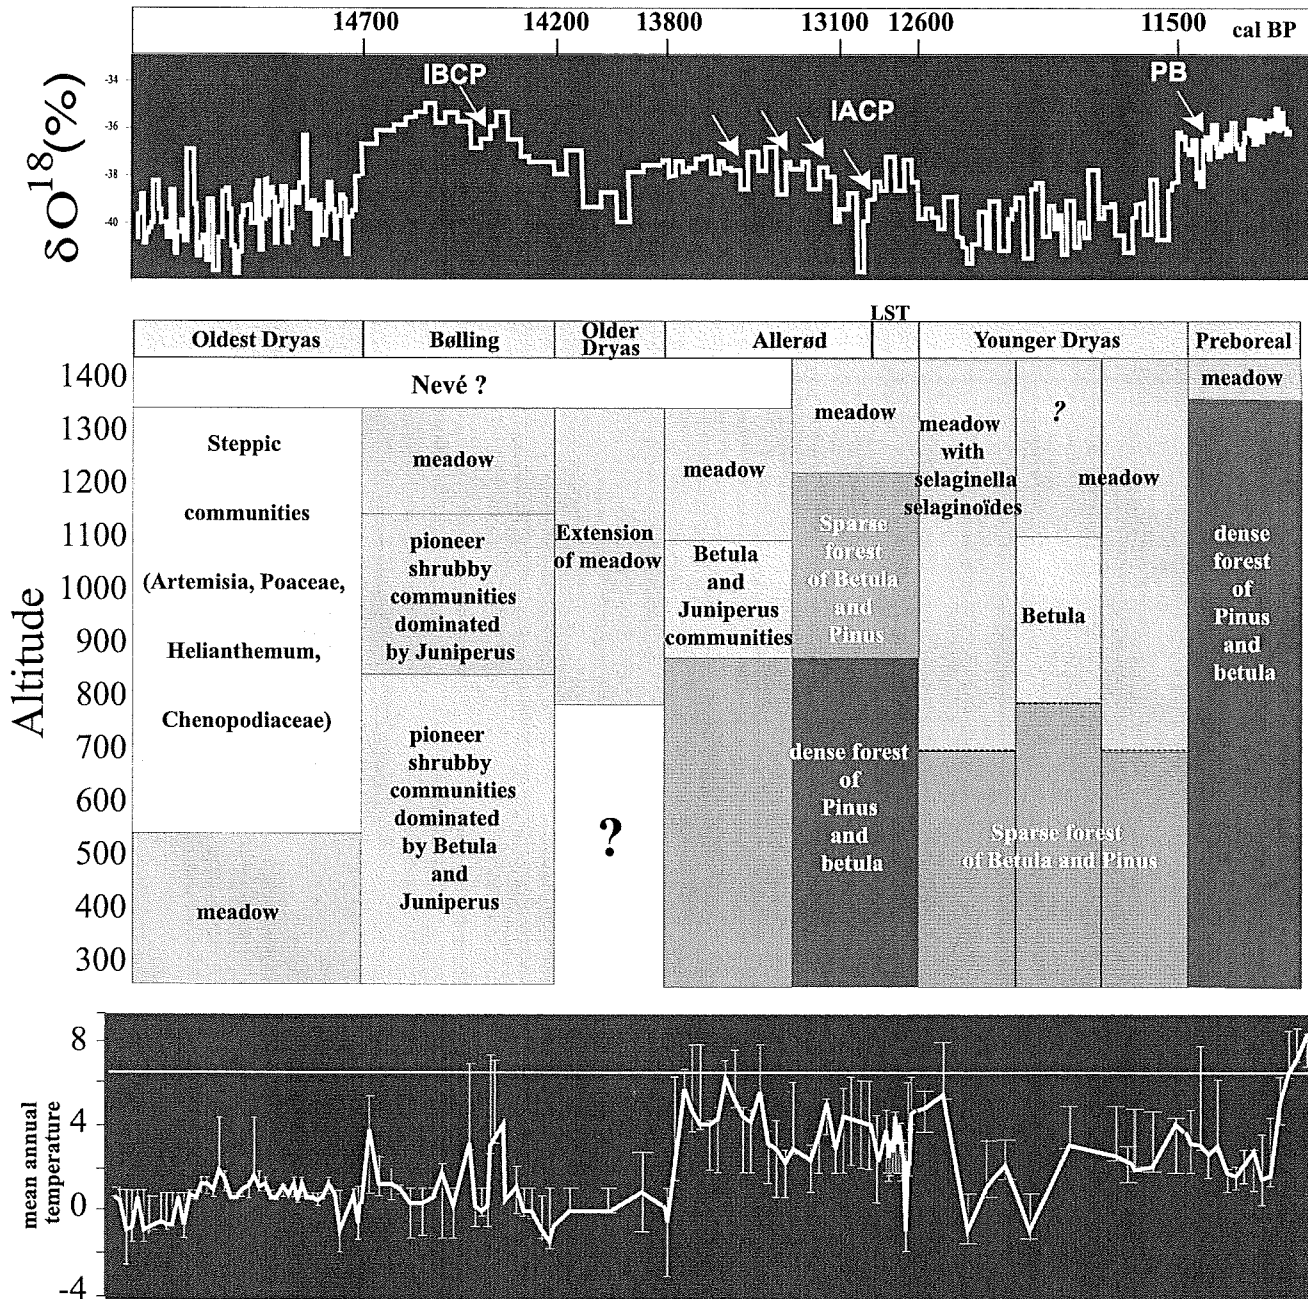 14700 14200 13800 13100 12600 11500 cal BP
δO18(%)
-34
-36
-38
-40
IBCP
IACP
PB
LST
Oldest Dryas
Bølling
Older
Dryas
Allerød
Younger Dryas
Preboreal
Altitude
1400
1300
1200
1100
1000
900
800
700
600
500
400
300
Nevé ?
Steppic
communities
(Artemisia, Poaceae,
Helianthemum,
Chenopodiaceae)
meadow
meadow
pioneer
shrubby
communities
dominated
by Juniperus
pioneer
shrubby
communities
dominated
by Betula
and
Juniperus
Extension
of meadow
?
meadow
Betula
and
Juniperus
communities
meadow
Sparse
forest
of Betula
and
Pinus
dense forest
of
Pinus
and
betula
meadow
with
selaginella
selaginoïdes
?
Betula
meadow
Sparse forest
of Betula and Pinus
meadow
dense
forest
of
Pinus
and
betula
mean annual
temperature
8
4
0
-4